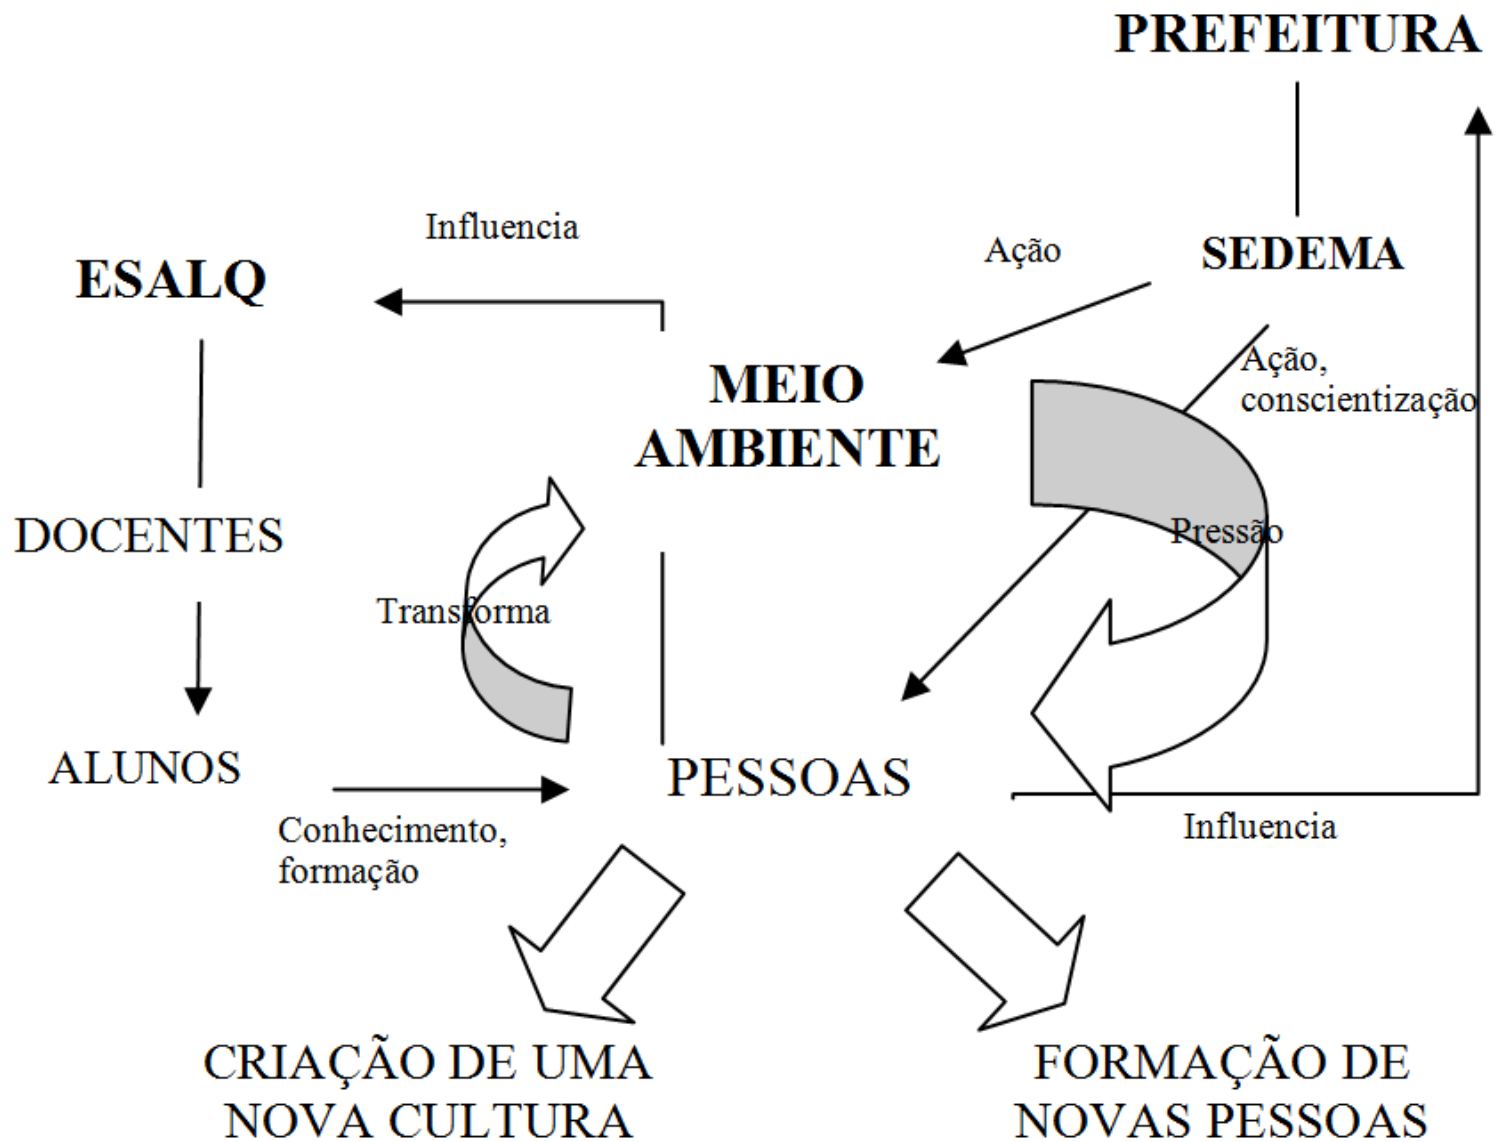 PREFEITURA
Influencia
Ação
SEDEMA
ESALQ
Ação,
conscientização
MEIO
AMBIENTE
Pressão
DOCENTES
Transforma
ALUNOS
PESSOAS
Conhecimento,
formação
Influencia
CRIAÇÃO DE UMA
NOVA CULTURA
FORMAÇÃO DE
NOVAS PESSOAS